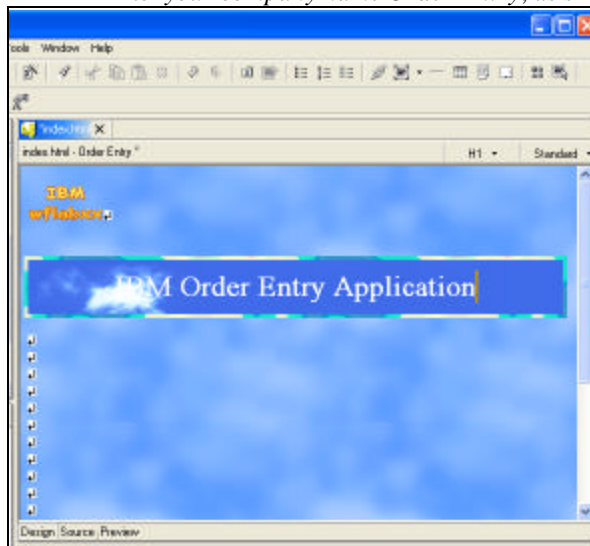 ools Window Help
*index.html
index.html - Order Entry *
H1
Standard
IBM
wflabxx
IBM Order Entry Application
Design Source Preview